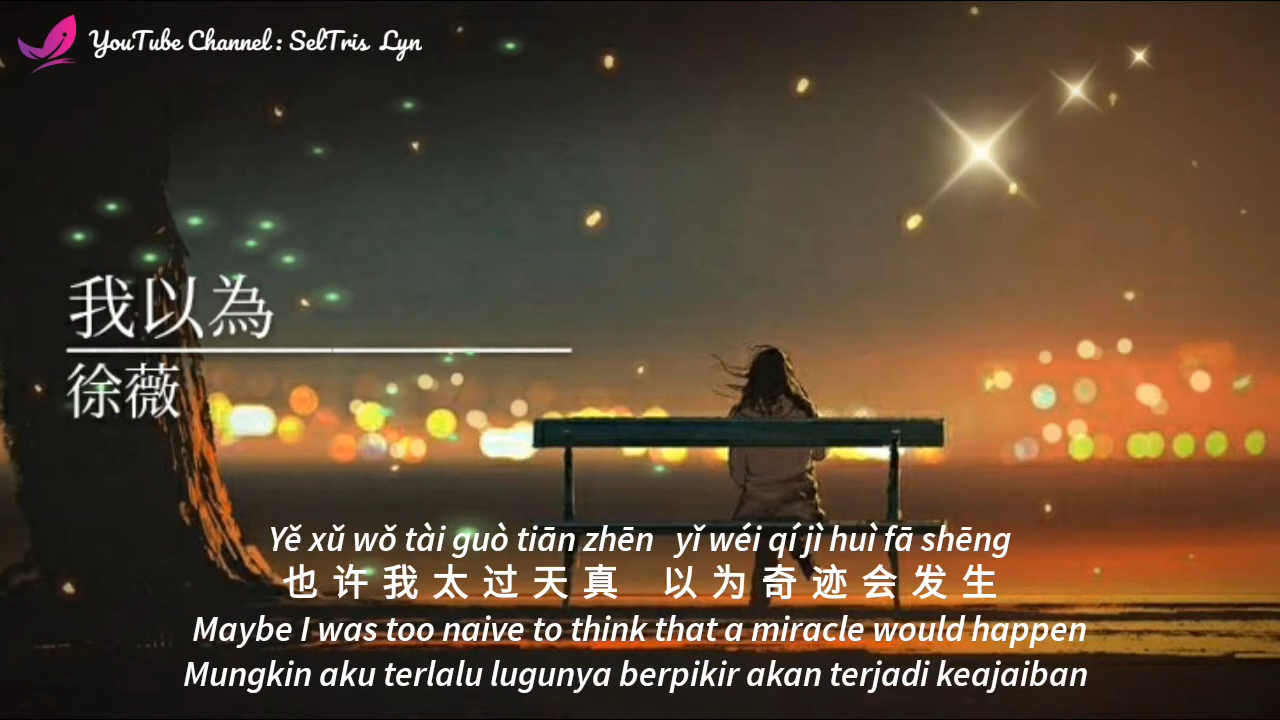 YouTube Channel : SelTris Lyn
我以為
徐薇
Yě xǔ wǒ tài guò tiān zhēn yǐ wéi qí jì huì fā shēng
也许我太过天真 以为奇迹会发生
Maybe I was too naive to think that a miracle would happen
Mungkin aku terlalu lugunya berpikir akan terjadi keajaiban